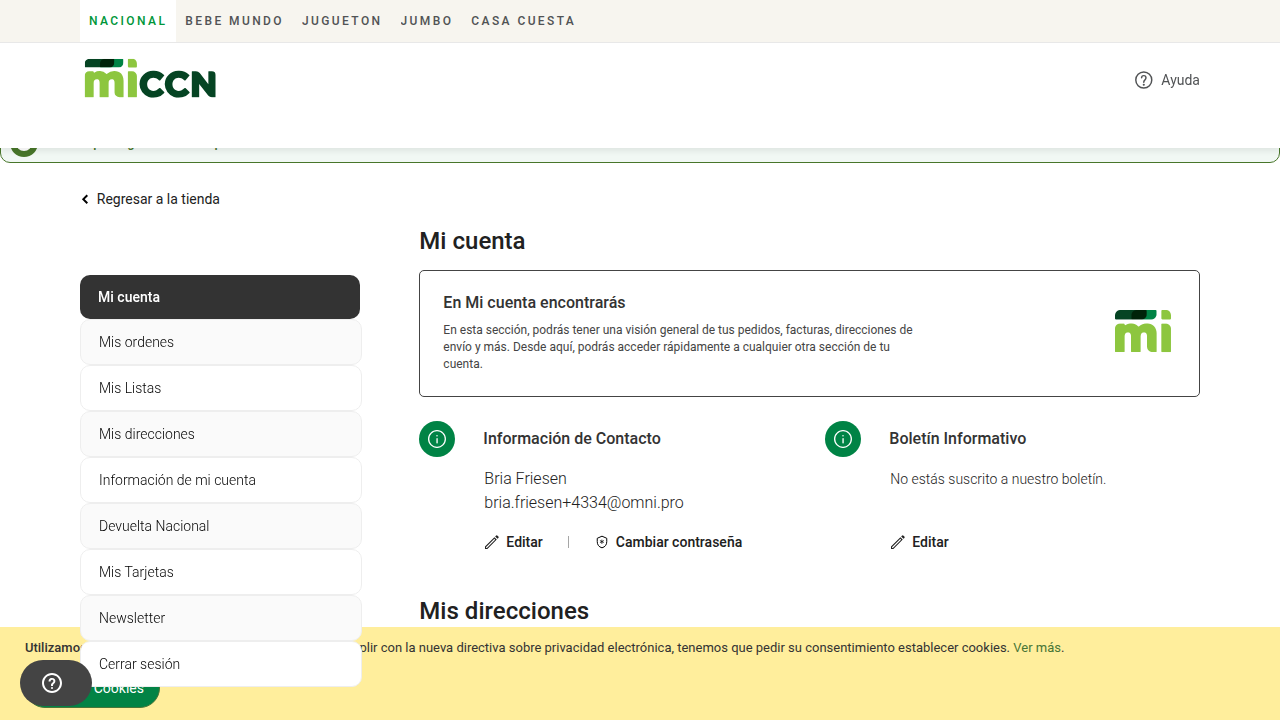 NACIONAL BEBE MUNDO JUGUETON JUMBO CASA CUESTA
miCCN
Ayuda
Regresar a la tienda
Mi cuenta
Mis ordenes
Mis Listas
Mis direcciones
Información de mi cuenta
Devuelta Nacional
Mis Tarjetas
Newsletter
Cerrar sesión
Mi cuenta
En Mi cuenta encontrarás
En esta sección, podrás tener una visión general de tus pedidos, facturas, direcciones de
envío y más. Desde aquí, podrás acceder rápidamente a cualquier otra sección de tu
cuenta.
mi
Información de Contacto
Bria Friesen
bria.friesen+4334@omni.pro
Editar
Cambiar contraseña
Boletín Informativo
No estás suscrito a nuestro boletín.
Editar
Mis direcciones
con la nueva directiva sobre privacidad electrónica, tenemos que pedir su consentimiento establecer cookies. Ver más.
Cookies